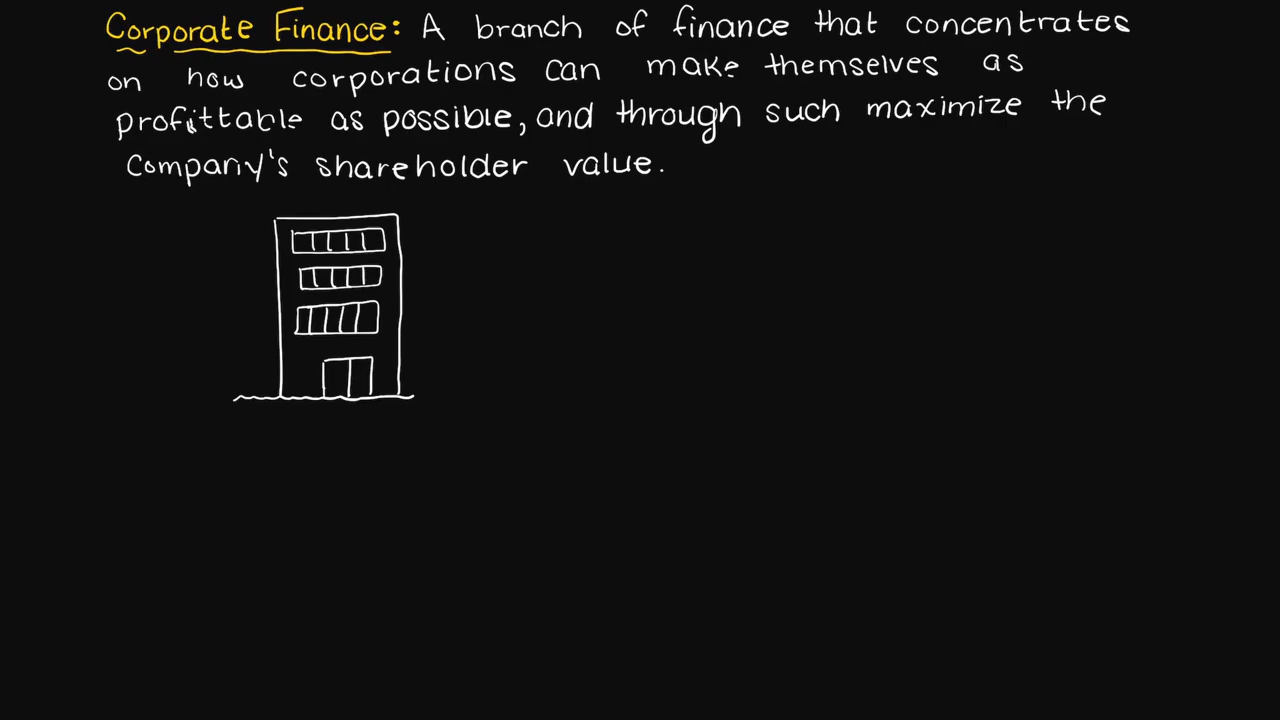 Corporate Finance: A branch of finance that concentrates
on how corporations can make themselves as
profittable as possible, and through such maximize the
Company's shareholder value.